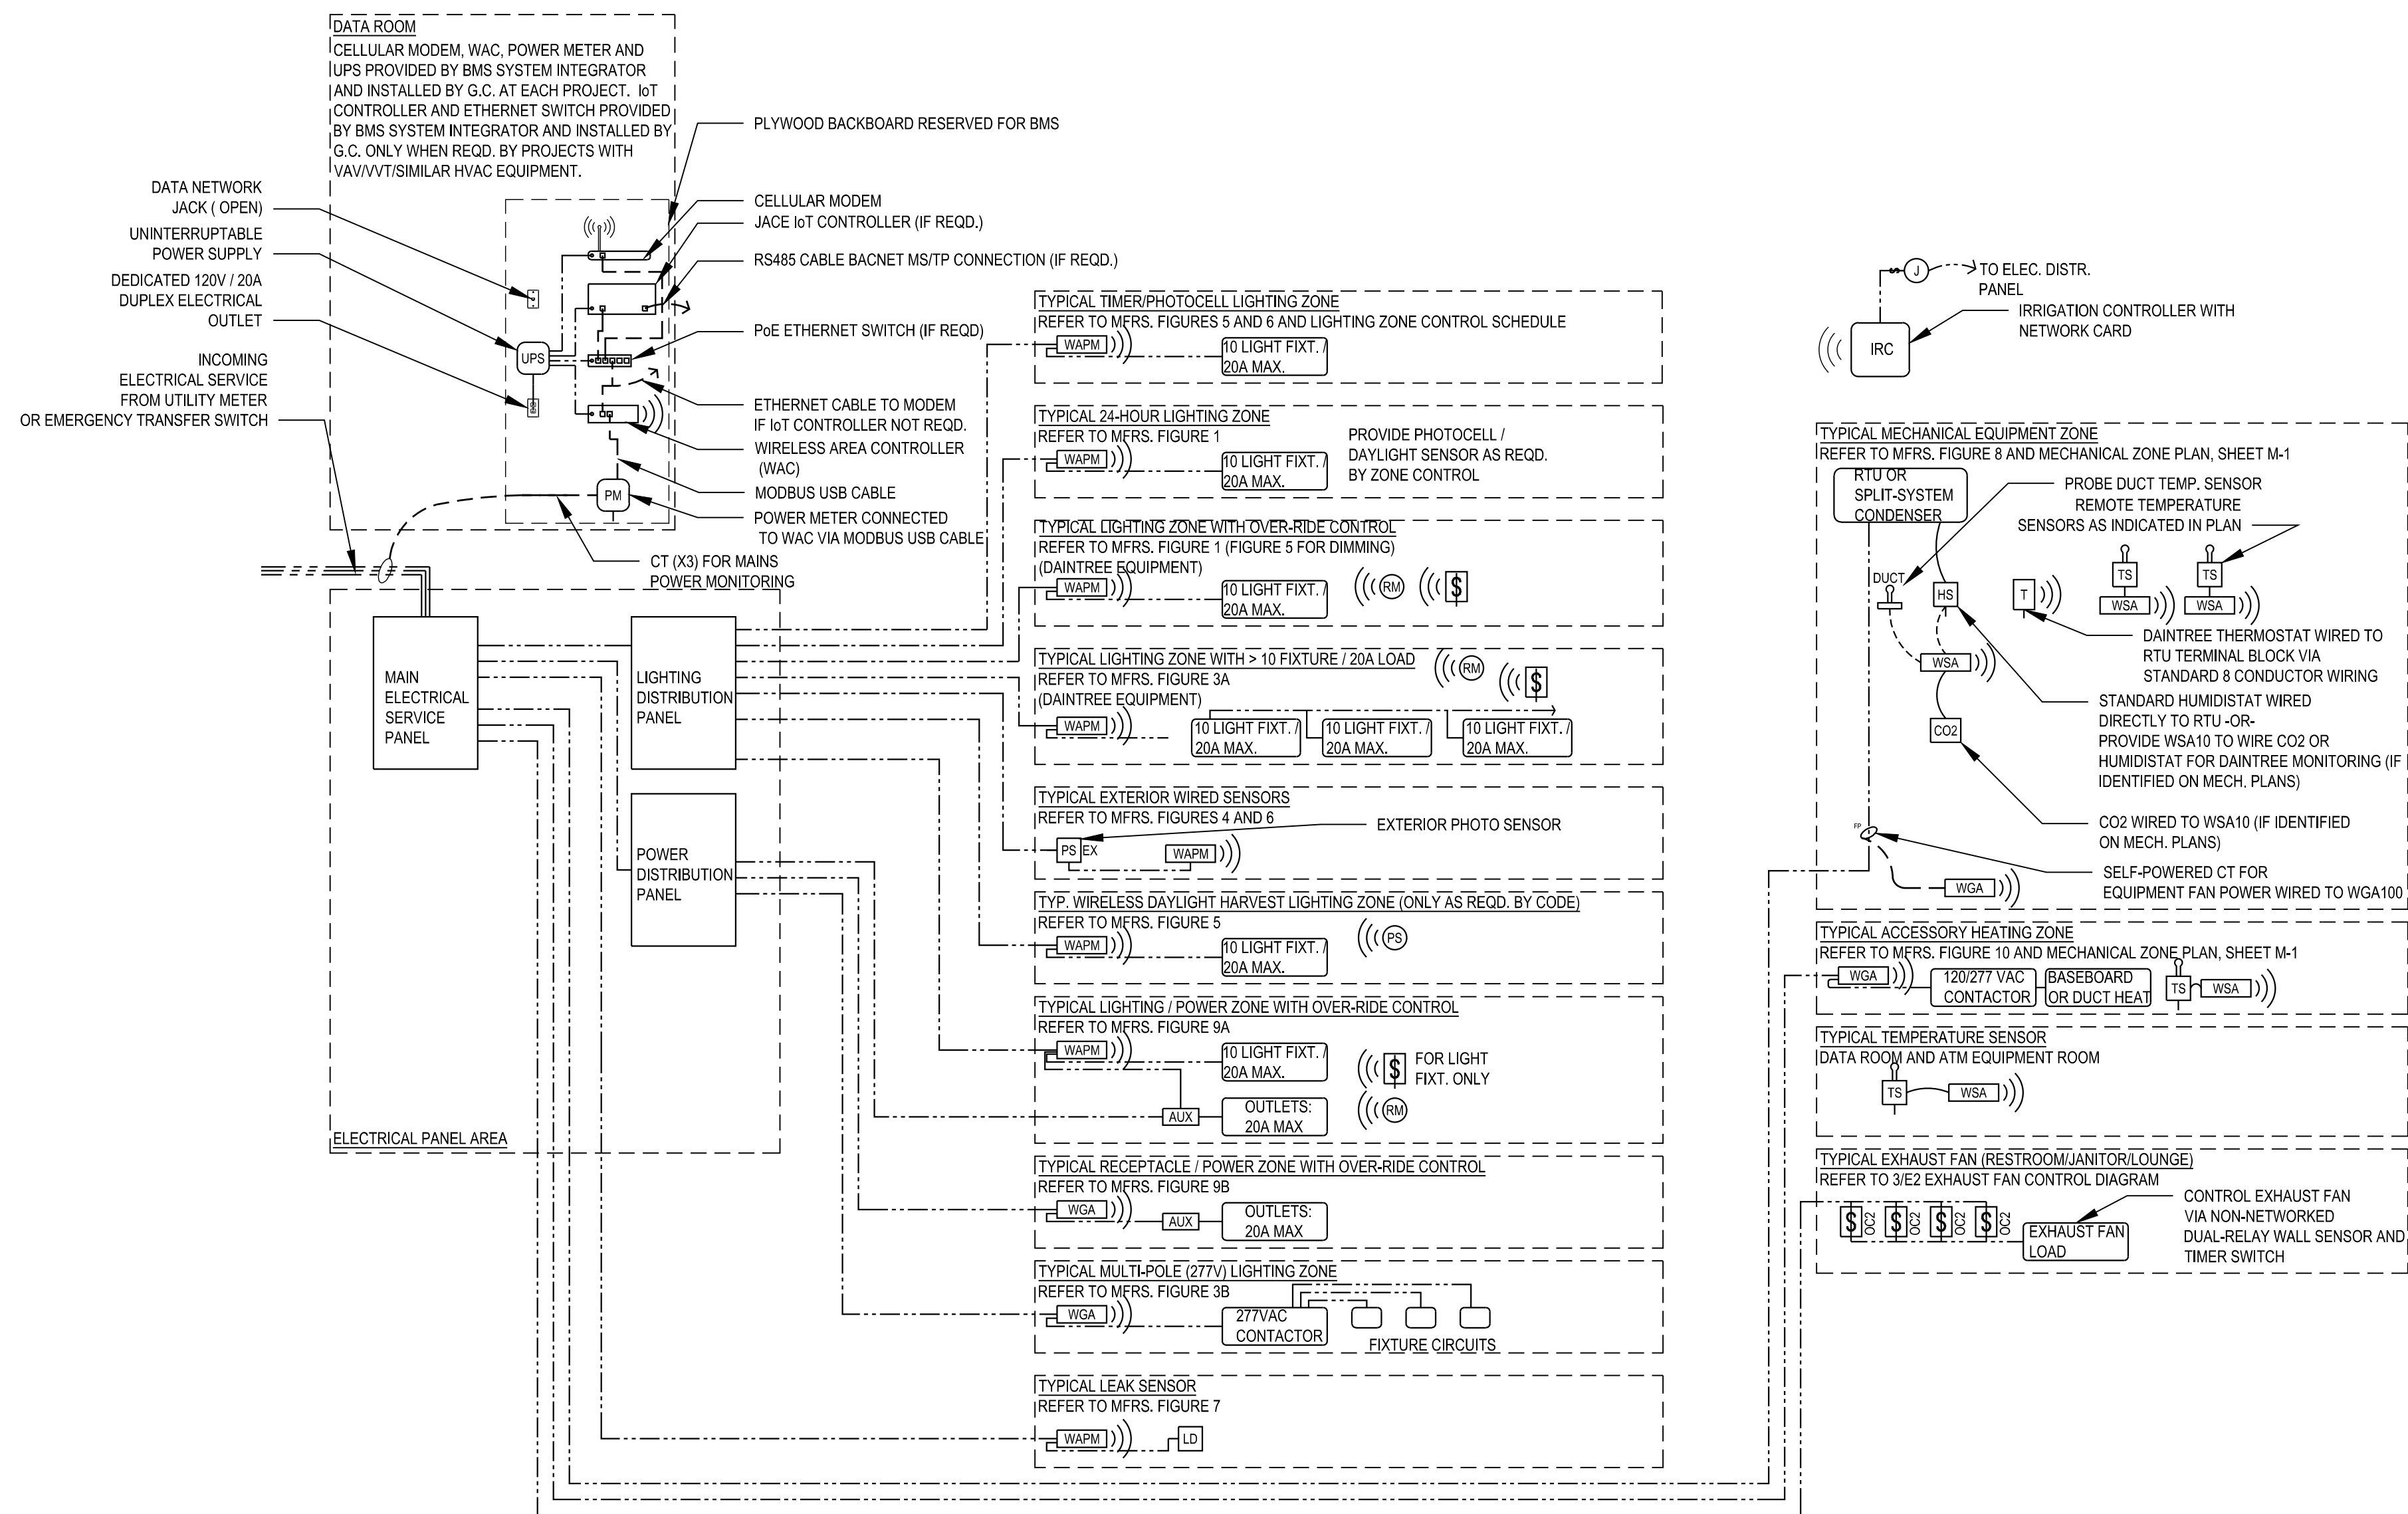 DATA ROOM
CELLULAR MODEM, WAC, POWER METER AND
UPS PROVIDED BY BMS SYSTEM INTEGRATOR
AND INSTALLED BY G.C. AT EACH PROJECT. IoT
CONTROLLER AND ETHERNET SWITCH PROVIDED
BY BMS SYSTEM INTEGRATOR AND INSTALLED BY
G.C. ONLY WHEN REQD. BY PROJECTS WITH
VAV/VVT/SIMILAR HVAC EQUIPMENT.
DATA NETWORK
JACK ( OPEN)
UNINTERRUPTABLE
POWER SUPPLY
DEDICATED 120V / 20A
DUPLEX ELECTRICAL
OUTLET
INCOMING
ELECTRICAL SERVICE
FROM UTILITY METER
OR EMERGENCY TRANSFER SWITCH
UPS
PM
PLYWOOD BACKBOARD RESERVED FOR BMS
CELLULAR MODEM
JACE IoT CONTROLLER (IF REQD.)
RS485 CABLE BACNET MS/TP CONNECTION (IF REQD.)
PoE ETHERNET SWITCH (IF REQD)
ETHERNET CABLE TO MODEM
IF IoT CONTROLLER NOT REQD.
WIRELESS AREA CONTROLLER
(WAC)
MODBUS USB CABLE
POWER METER CONNECTED
TO WAC VIA MODBUS USB CABLE
CT (X3) FOR MAINS
POWER MONITORING
MAIN
ELECTRICAL
SERVICE
PANEL
LIGHTING
DISTRIBUTION
PANEL
POWER
DISTRIBUTION
PANEL
ELECTRICAL PANEL AREA
TYPICAL TIMER/PHOTOCELL LIGHTING ZONE
REFER TO MFRS. FIGURES 5 AND 6 AND LIGHTING ZONE CONTROL SCHEDULE
WAPM
10 LIGHT FIXT. /
20A MAX.
TYPICAL 24-HOUR LIGHTING ZONE
REFER TO MFRS. FIGURE 1
WAPM
10 LIGHT FIXT. /
20A MAX.
PROVIDE PHOTOCELL /
DAYLIGHT SENSOR AS REQD.
BY ZONE CONTROL
TYPICAL LIGHTING ZONE WITH OVER-RIDE CONTROL
REFER TO MFRS. FIGURE 1 (FIGURE 5 FOR DIMMING)
(DAINTREE EQUIPMENT)
WAPM
10 LIGHT FIXT. /
20A MAX.
RM
$
TYPICAL LIGHTING ZONE WITH > 10 FIXTURE / 20A LOAD
REFER TO MFRS. FIGURE 3A
(DAINTREE EQUIPMENT)
RM
$
WAPM
10 LIGHT FIXT. /
20A MAX.
10 LIGHT FIXT. /
20A MAX.
10 LIGHT FIXT. /
20A MAX.
TYPICAL EXTERIOR WIRED SENSORS
REFER TO MFRS. FIGURES 4 AND 6
EXTERIOR PHOTO SENSOR
PS EX
WAPM
TYP. WIRELESS DAYLIGHT HARVEST LIGHTING ZONE (ONLY AS REQD. BY CODE)
REFER TO MFRS. FIGURE 5
WAPM
10 LIGHT FIXT. /
20A MAX.
PS
TYPICAL LIGHTING / POWER ZONE WITH OVER-RIDE CONTROL
REFER TO MFRS. FIGURE 9A
WAPM
10 LIGHT FIXT. /
20A MAX.
$
FOR LIGHT
FIXT. ONLY
AUX
OUTLETS:
20A MAX
RM
TYPICAL RECEPTACLE / POWER ZONE WITH OVER-RIDE CONTROL
REFER TO MFRS. FIGURE 9B
WGA
AUX
OUTLETS:
20A MAX
TYPICAL MULTI-POLE (277V) LIGHTING ZONE
REFER TO MFRS. FIGURE 3B
WGA
277VAC
CONTACTOR
FIXTURE CIRCUITS
TYPICAL LEAK SENSOR
REFER TO MFRS. FIGURE 7
WAPM
LD
J
TO ELEC. DISTR.
PANEL
IRRIGATION CONTROLLER WITH
NETWORK CARD
IRC
TYPICAL MECHANICAL EQUIPMENT ZONE
REFER TO MFRS. FIGURE 8 AND MECHANICAL ZONE PLAN, SHEET M-1
RTU OR
SPLIT-SYSTEM
CONDENSER
PROBE DUCT TEMP. SENSOR
REMOTE TEMPERATURE
SENSORS AS INDICATED IN PLAN
DUCT
HS
T
TS
TS
WSA
WSA
WSA
DAINTREE THERMOSTAT WIRED TO
RTU TERMINAL BLOCK VIA
STANDARD 8 CONDUCTOR WIRING
STANDARD HUMIDISTAT WIRED
DIRECTLY TO RTU -OR-
PROVIDE WSA10 TO WIRE CO2 OR
HUMIDISTAT FOR DAINTREE MONITORING (IF
IDENTIFIED ON MECH. PLANS)
CO2
CO2 WIRED TO WSA10 (IF IDENTIFIED
ON MECH. PLANS)
FP
SELF-POWERED CT FOR
EQUIPMENT FAN POWER WIRED TO WGA100
WGA
TYPICAL ACCESSORY HEATING ZONE
REFER TO MFRS. FIGURE 10 AND MECHANICAL ZONE PLAN, SHEET M-1
WGA
120/277 VAC
CONTACTOR
BASEBOARD
OR DUCT HEAT
TS
WSA
TYPICAL TEMPERATURE SENSOR
DATA ROOM AND ATM EQUIPMENT ROOM
TS
WSA
TYPICAL EXHAUST FAN (RESTROOM/JANITOR/LOUNGE)
REFER TO 3/E2 EXHAUST FAN CONTROL DIAGRAM
$ OC2 $ OC2 $ OC2 $ OC2
EXHAUST FAN
LOAD
CONTROL EXHAUST FAN
VIA NON-NETWORKED
DUAL-RELAY WALL SENSOR AND
TIMER SWITCH